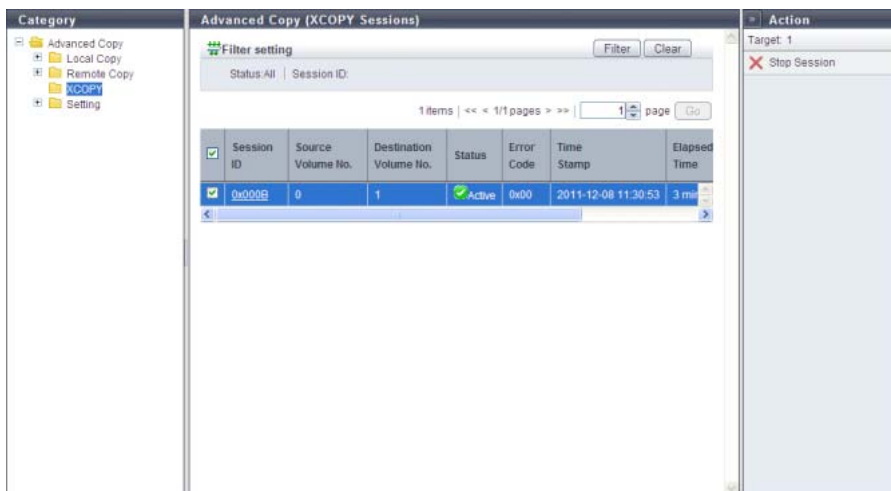 Category
Advanced Copy
Local Copy
Remote Copy
XCOPY
Setting
Advanced Copy (XCOPY Sessions)
Filter setting
Filter Clear
Status:All | Session ID:
1 items | << < 1/1 pages > >> | 1 page Go
Session ID Source Volume No. Destination Volume No. Status Error Code Time Stamp Elapsed Time
0x000B 0 1 Active 0x00 2011-12-08 11:30:53 3 min
Action
Target: 1
Stop Session